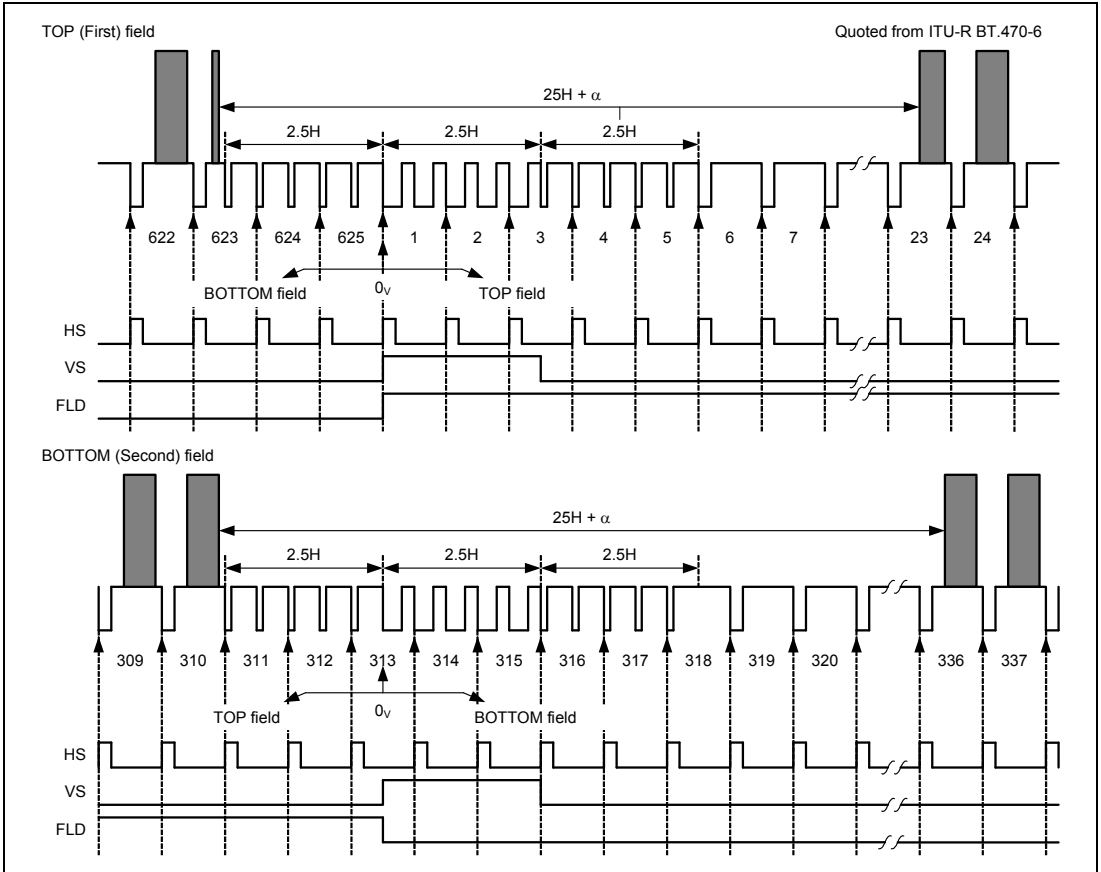 TOP (First) field
Quoted from ITU-R BT.470-6
25H + α
2.5H 2.5H 2.5H
622 623 624 625 1 2 3 4 5 6 7 23 24
BOTTOM field 0V TOP field
HS
VS
FLD
BOTTOM (Second) field
25H + α
2.5H 2.5H 2.5H
309 310 311 312 313 314 315 316 317 318 319 320 336 337
TOP field 0V BOTTOM field
HS
VS
FLD